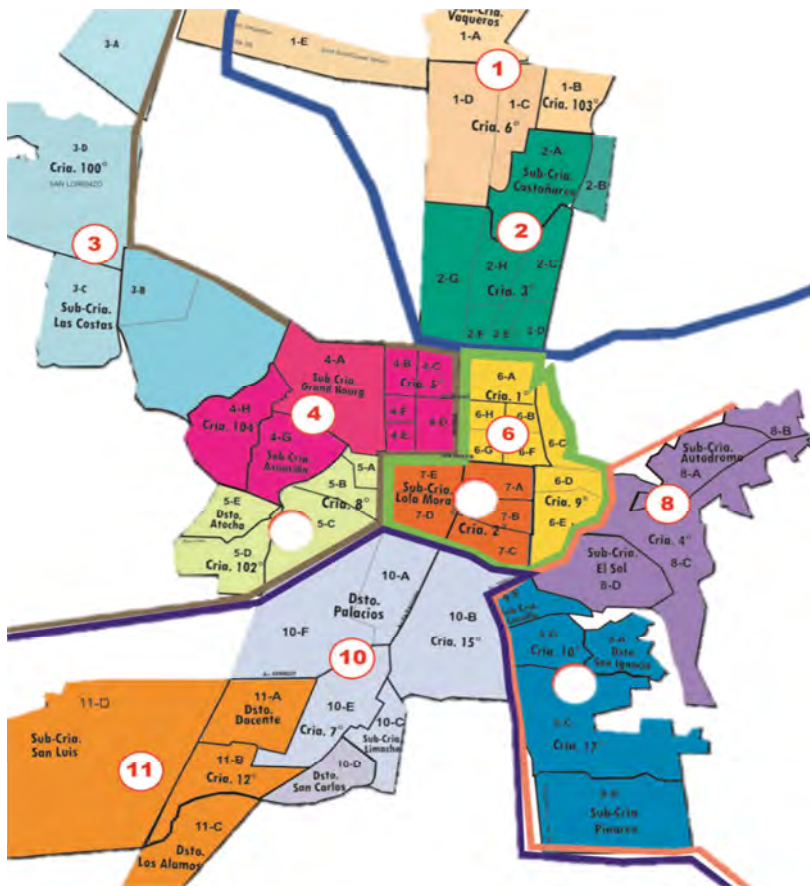 Sub-Cria.
Vaqueros
1-A
1-E
1
1-B
Cria. 103°
1-D
1-C
Cria. 6°
3-A
3-D
Cria. 100°
SAN LORENZO
3
3-C
Sub-Cria.
Las Costas
3-B
2-A
Sub-Cria.
Castañares
2-B
2
2-G
2-H
2-C
Cria. 3°
2-F
2-E
2-D
4-A
Sub Cria.
Grand Bourg
4-B
4-C
Cria. 5°
4-E
4-D
4-H
Cria. 104
4
4-G
Sub Cria.
Asunción
6-A
Cria. 1°
6-H
6-B
6
6-G
6-F
6-C
6-D
Cria. 9°
6-E
5-A
5-B
Cria. 8°
5-C
5-E
Dsto.
Atocha
5-D
Cria. 102°
7-E
Sub-Cria.
Lola Mora
7-D
7-A
7-B
Cria. 2°
7-C
8-B
Sub-Cria.
Autodromo
8-A
8
Cria. 4°
8-C
Sub-Cria.
El Sol
8-D
10-A
Dsto.
Palacios
10-F
10
10-B
Cria. 15°
10-E
Cria. 7°
10-C
Sub-Cria.
Limache
10-D
Dsto.
San Carlos
11-D
Sub-Cria.
San Luis
11-A
Dsto.
Docente
11
11-B
Cria. 12°
11-C
Dsto.
Los Alamos
Cria. 10°
Dsto.
San Ignacio
Cria. 17
Sub-Cria.
Pinares